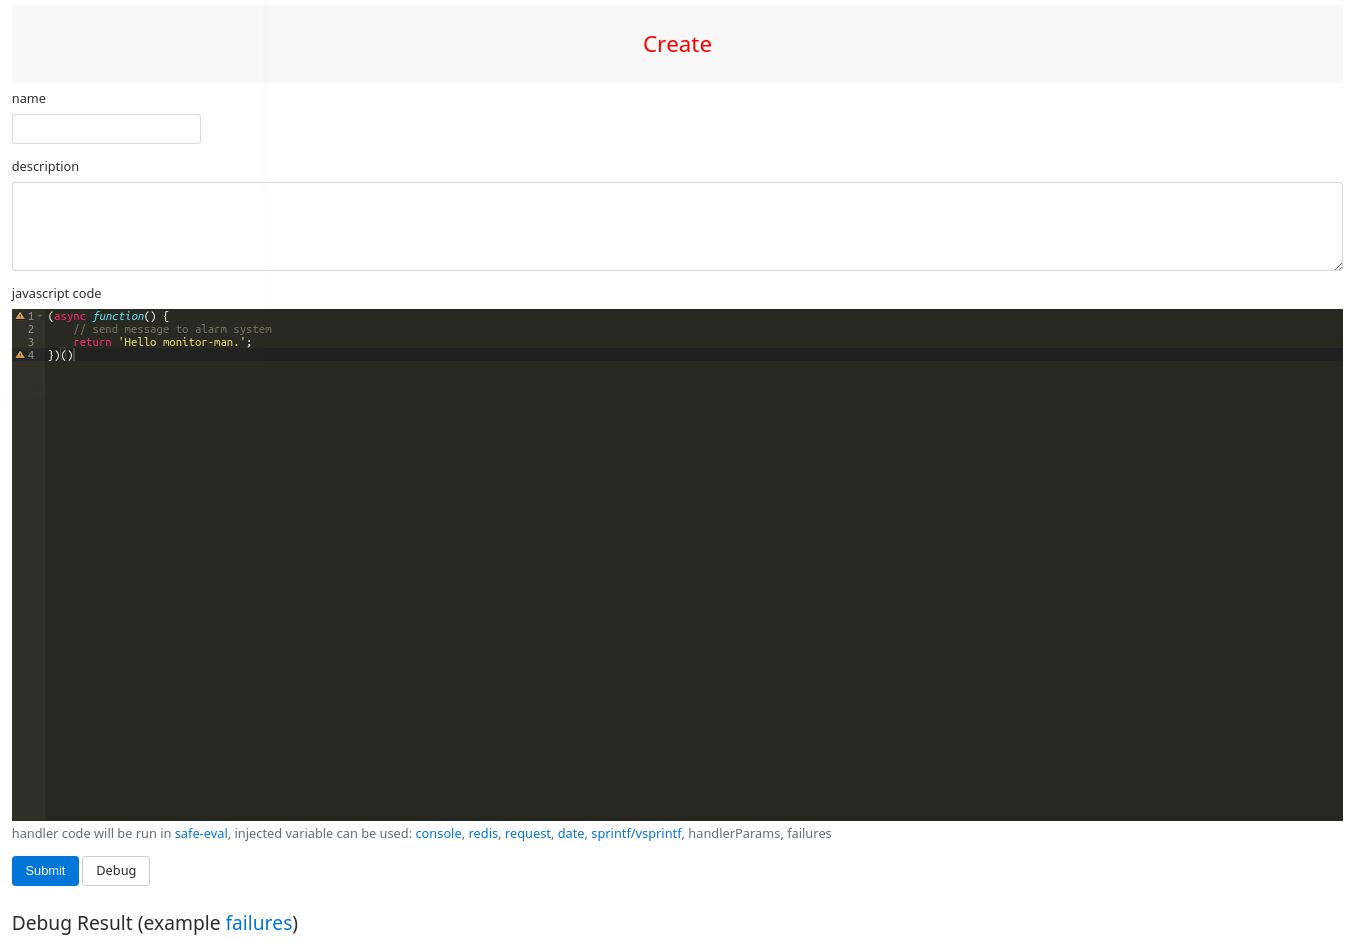 Create
name
description
javascript code
1 (async function() {
2 // send message to alarm system
3 return 'Hello monitor-man.';
4 })()
handler code will be run in safe-eval, injected variable can be used: console, redis, request, date, sprintf/vsprintf, handlerParams, failures
Submit Debug
Debug Result (example failures)